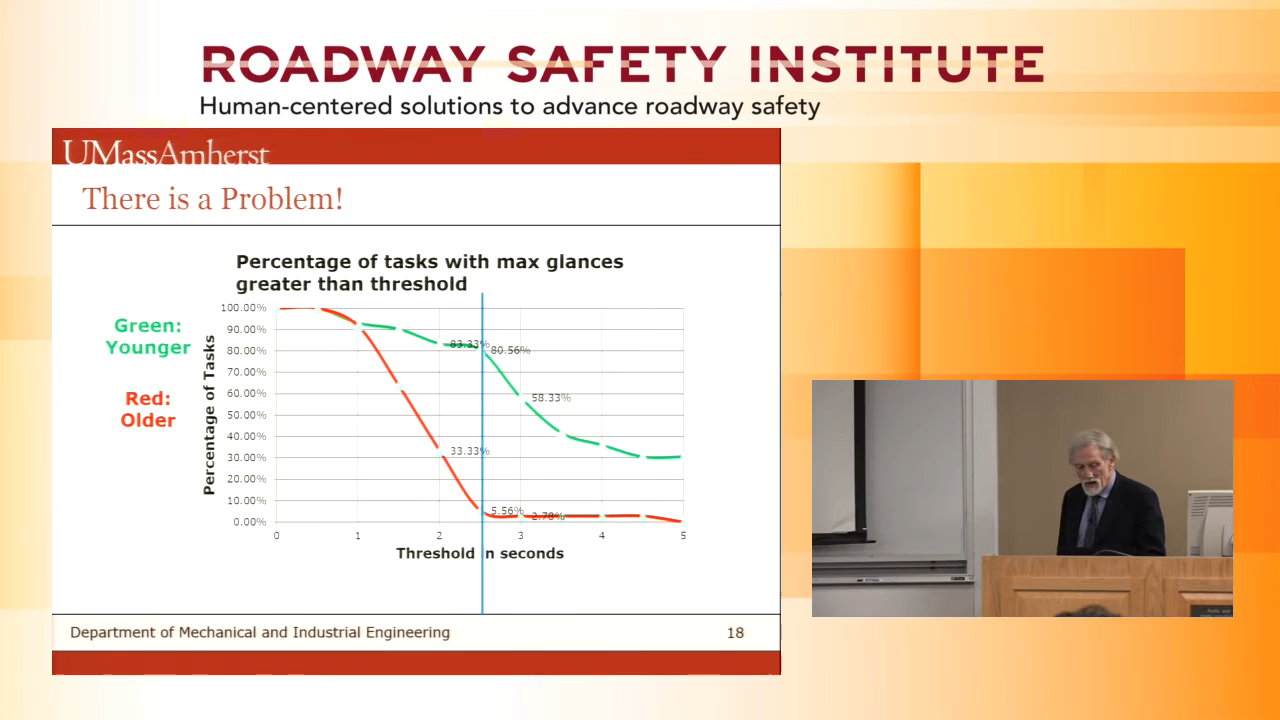 ROADWAY SAFETY INSTITUTE
Human-centered solutions to advance roadway safety
UMassAmherst
There is a Problem!
Percentage of tasks with max glances
greater than threshold
Green:
Younger
Red:
Older
Percentage of Tasks
100.00%
90.00%
80.00%
70.00%
60.00%
50.00%
40.00%
30.00%
20.00%
10.00%
0.00%
83.33%
80.56%
58.33%
33.33%
5.56%
2.78%
0 1 2 3 4 5
Threshold n seconds
Department of Mechanical and Industrial Engineering
18